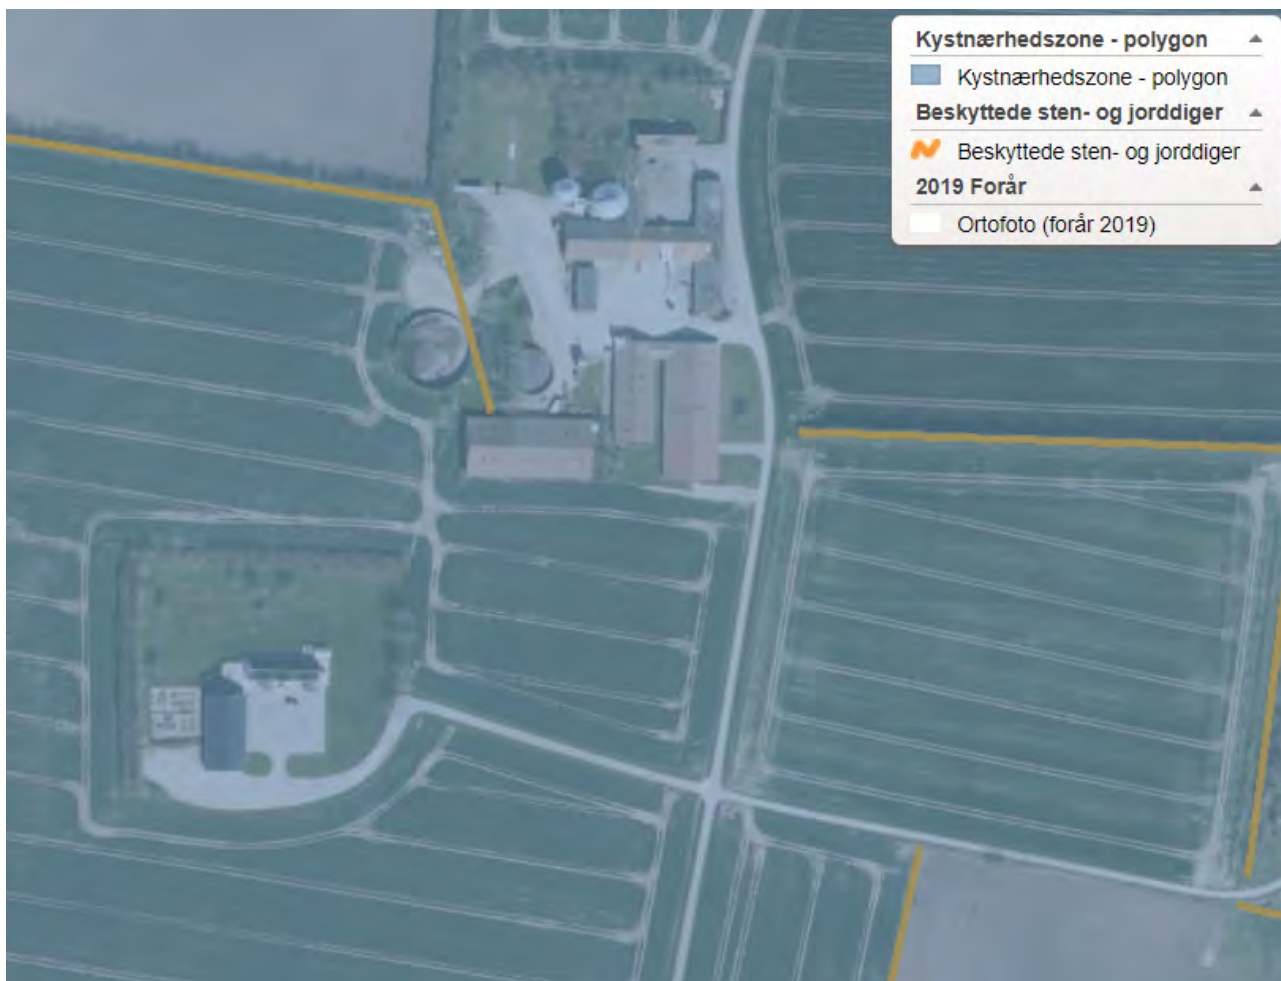 Kystnærhedszone - polygon
Kystnærhedszone - polygon
Beskyttede sten- og jorddiger
Beskyttede sten- og jorddiger
2019 Forår
Ortofoto (forår 2019)